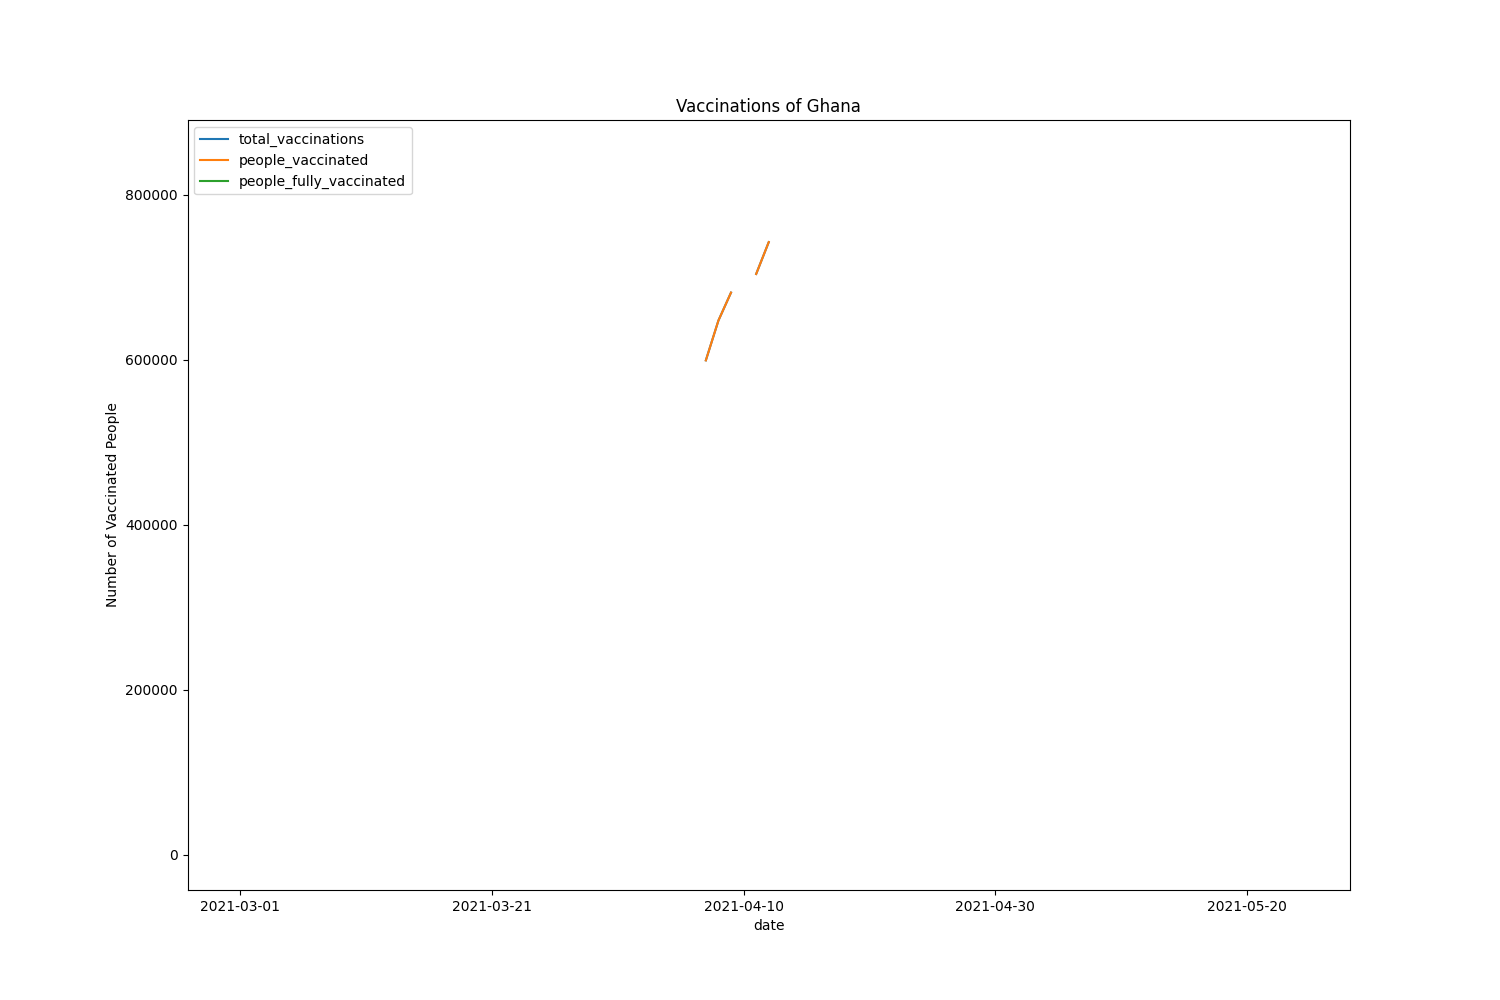 Vaccinations of Ghana
total_vaccinations
people_vaccinated
people_fully_vaccinated
800000
600000
400000
200000
0
Number of Vaccinated People
2021-03-01
2021-03-21
2021-04-10
2021-04-30
2021-05-20
date